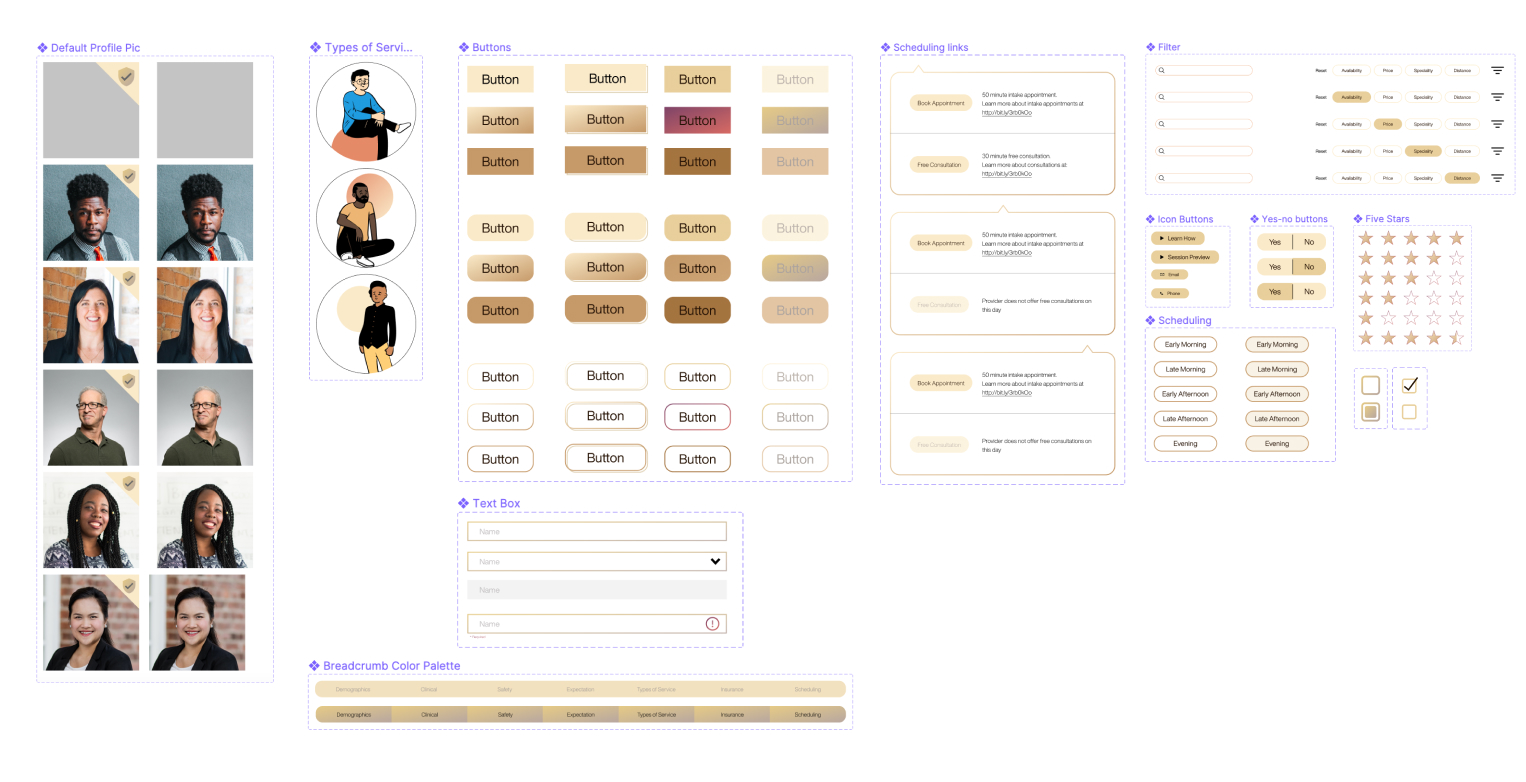 Default Profile Pic
Types of Servi...
Buttons
Button Button Button Button
Button Button Button Button
Button Button Button Button
Button Button Button Button
Button Button Button Button
Button Button Button Button
Button Button Button Button
Button Button Button Button
Button Button Button Button
Text Box
Name
Name
Name
Name
Breadcrumb Color Palette
Demographics Clinical Safety Expectation Types of Service Insurance Scheduling
Demographics Clinical Safety Expectation Types of Service Insurance Scheduling
Scheduling links
Book Appointment
50 minute intake appointment.
Learn more about intake appointments at
http://bit.ly/3rb0kOo
Free Consultation
30 minute free consultation.
Learn more about consultations at:
http://bit.ly/3rb0kOo
Book Appointment
50 minute intake appointment.
Learn more about intake appointments at
http://bit.ly/3rb0kOo
Free Consultation
Provider does not offer free consultations on
this day
Book Appointment
50 minute intake appointment.
Learn more about intake appointments at
http://bit.ly/3rb0kOo
Free Consultation
Provider does not offer free consultations on
this day
Filter
Reset Availability Price Speciality Distance
Reset Availability Price Speciality Distance
Reset Availability Price Speciality Distance
Reset Availability Price Speciality Distance
Reset Availability Price Speciality Distance
Icon Buttons
Learn How
Session Preview
Email
Phone
Yes-no buttons
Yes No
Yes No
Yes No
Five Stars
Scheduling
Early Morning Early Morning
Late Morning Late Morning
Early Afternoon Early Afternoon
Late Afternoon Late Afternoon
Evening Evening